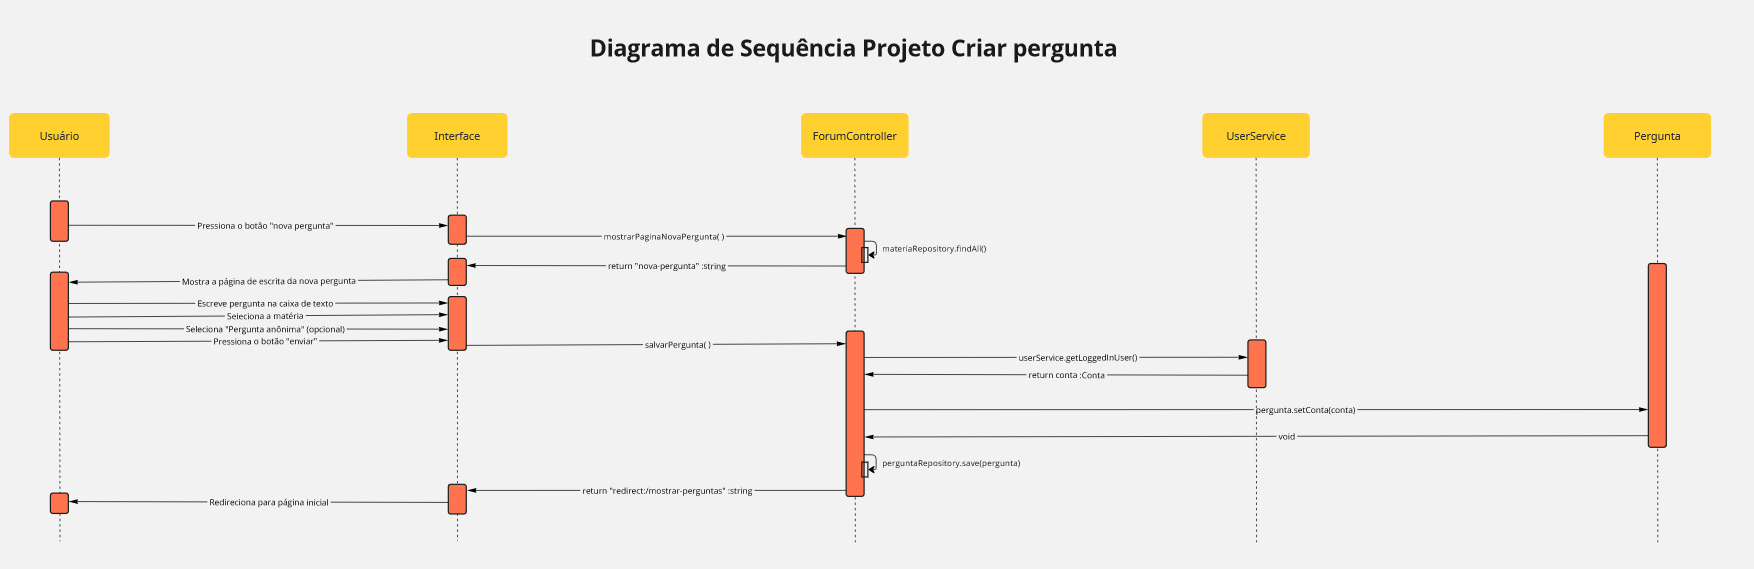 Diagrama de Sequência Projeto Criar pergunta
Usuário
Interface
ForumController
UserService
Pergunta
Pressiona o botão "nova pergunta"
mostrarPaginaNovaPergunta( )
materiaRepository.findAll()
return "nova-pergunta" :string
Mostra a página de escrita da nova pergunta
Escreve pergunta na caixa de texto
Seleciona a matéria
Seleciona "Pergunta anônima" (opcional)
Pressiona o botão "enviar"
salvarPergunta( )
userService.getLoggedInUser()
return conta :Conta
pergunta.setConta(conta)
void
perguntaRepository.save(pergunta)
return "redirect:/mostrar-perguntas" :string
Redireciona para página inicial